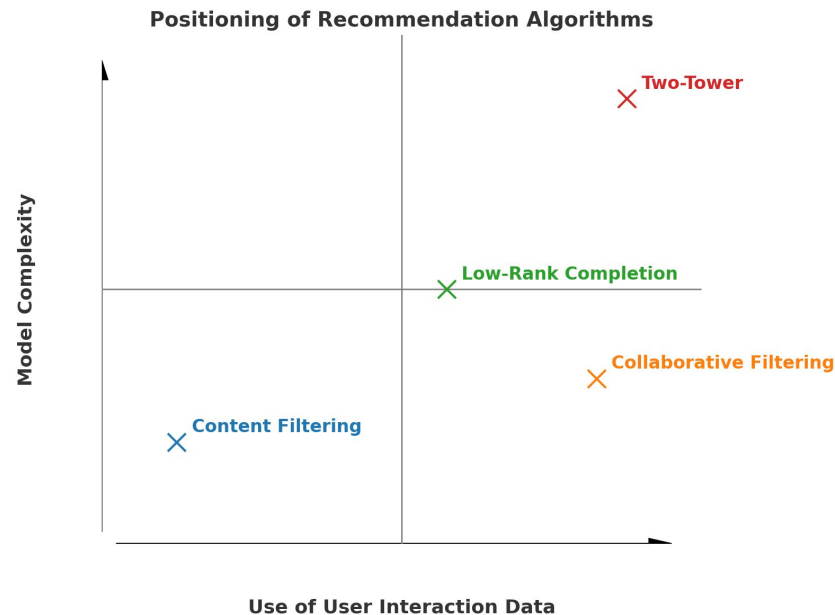 Positioning of Recommendation Algorithms
Two-Tower
Model Complexity
Low-Rank Completion
Collaborative Filtering
Content Filtering
Use of User Interaction Data